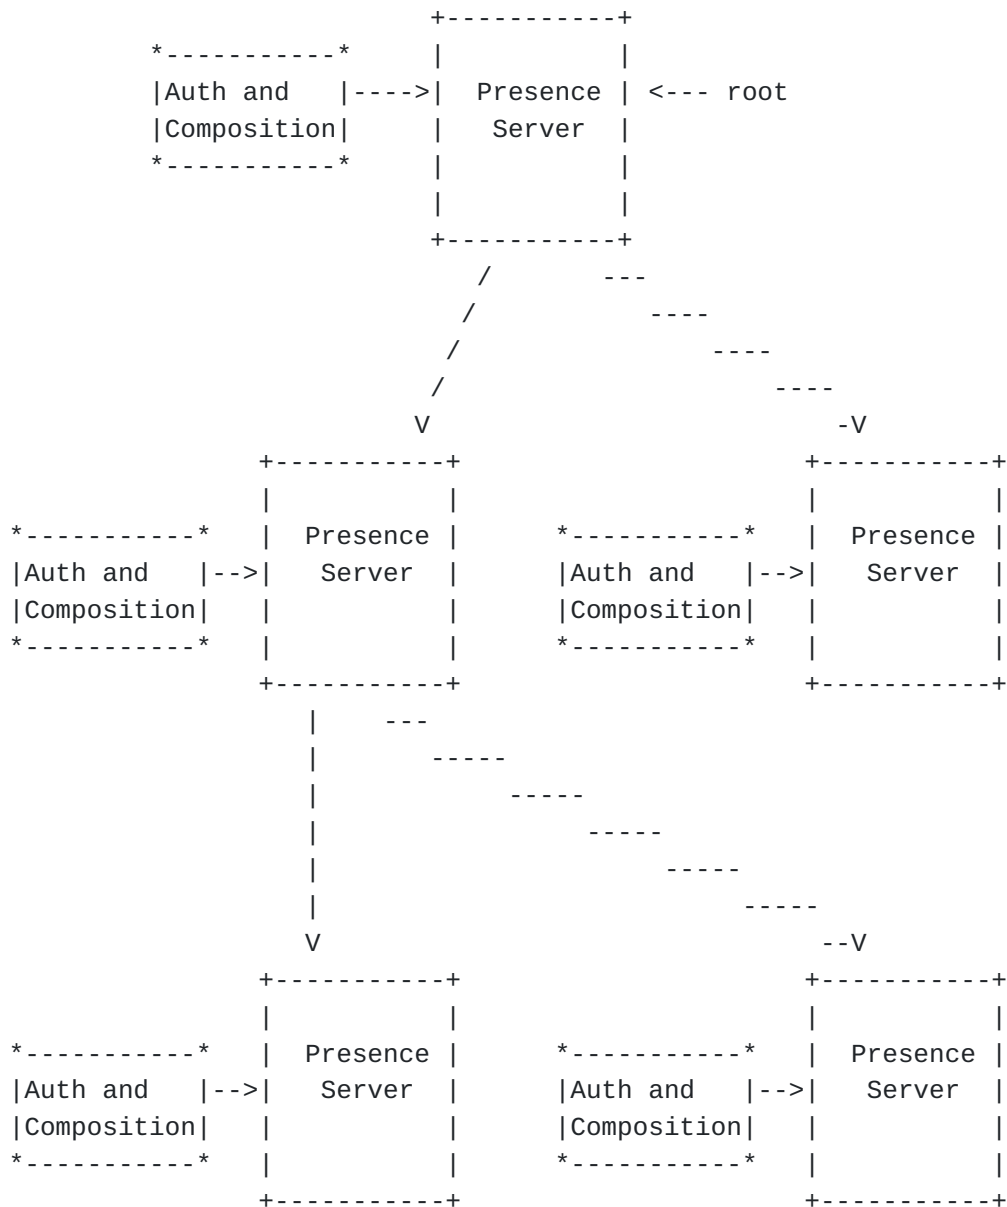 +-----------+
*-----------* | |
|Auth and |---->| Presence | <--- root
|Composition| | Server |
*-----------* | |
| |
+-----------+
/ ---
/ ----
/ ----
/ ----
V -V
+-----------+ +-----------+
| | | |
*-----------* | Presence | *-----------* | Presence |
|Auth and |-->| Server | |Auth and |-->| Server |
|Composition| | | |Composition| | |
*-----------* | | *-----------* | |
+-----------+ +-----------+
| ---
| -----
| -----
| -----
| -----
| -----
V --V
+-----------+ +-----------+
| | | |
*-----------* | Presence | *-----------* | Presence |
|Auth and |-->| Server | |Auth and |-->| Server |
|Composition| | | |Composition| | |
*-----------* | | *-----------* | |
+-----------+ +-----------+